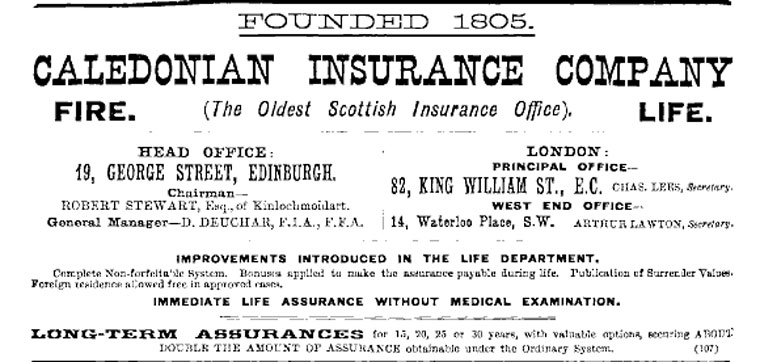 FOUNDED 1805.
CALEDONIAN INSURANCE COMPANY
FIRE. (The Oldest Scottish Insurance Office). LIFE.
HEAD OFFICE:
19, GEORGE STREET, EDINBURGH.
Chairman—
ROBERT STEWART, Esq., of Kinlochmoidart.
General Manager—D. DEUCHAR, F.I.A., F.F.A.
LONDON:
PRINCIPAL OFFICE—
82, KING WILLIAM ST., E.C. CHAS. LEES, Secretary.
WEST END OFFICE—
14, Waterloo Place, S.W. ARTHUR LAWTON, Secretary.
IMPROVEMENTS INTRODUCED IN THE LIFE DEPARTMENT.
Complete Non-forfeitable System. Bonuses applied to make the assurance payable during life. Publication of Surrender Values.
Foreign residence allowed free in approved cases.
IMMEDIATE LIFE ASSURANCE WITHOUT MEDICAL EXAMINATION.
LONG-TERM ASSURANCES for 15, 20, 25 or 30 years, with valuable options, securing ABOUT
DOUBLE THE AMOUNT OF ASSURANCE obtainable under the Ordinary System. (107)